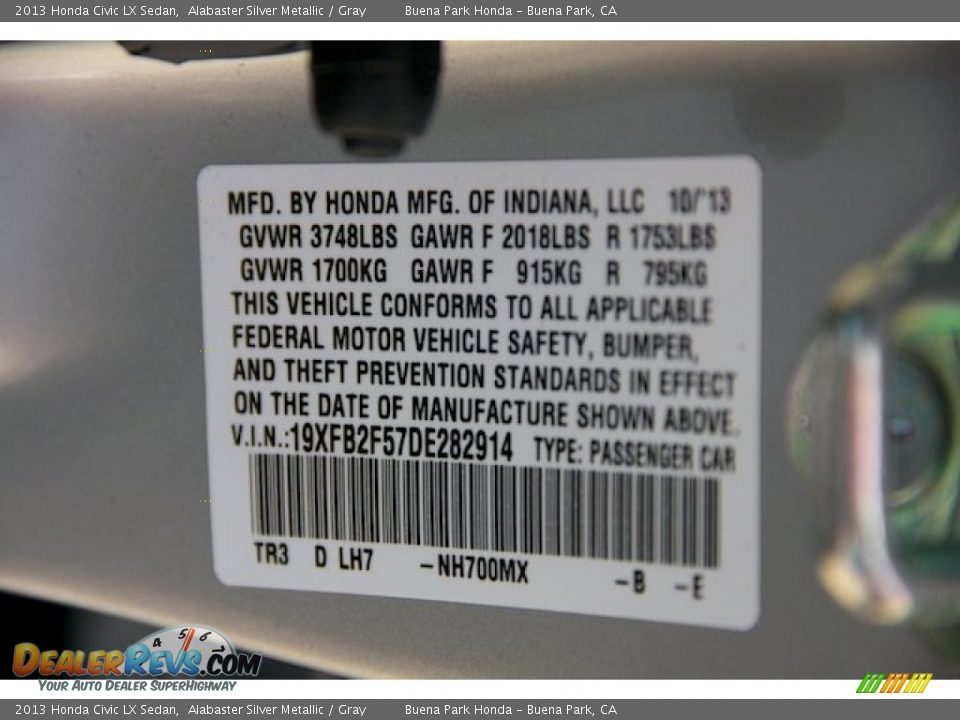 2013 Honda Civic LX Sedan, Alabaster Silver Metallic / Gray Buena Park Honda - Buena Park, CA
MFD. BY HONDA MFG. OF INDIANA, LLC 10/'13
GVWR 3748LBS GAWR F 2018LBS R 1753LBS
GVWR 1700KG GAWR F 915KG R 795KG
THIS VEHICLE CONFORMS TO ALL APPLICABLE
FEDERAL MOTOR VEHICLE SAFETY, BUMPER,
AND THEFT PREVENTION STANDARDS IN EFFECT
ON THE DATE OF MANUFACTURE SHOWN ABOVE.
V.I.N.:19XFB2F57DE282914 TYPE: PASSENGER CAR
TR3 D LH7 -NH700MX -B -E
4 5 6
DEALERREVS.COM
YOUR AUTO DEALER SUPERHIGHWAY
2013 Honda Civic LX Sedan, Alabaster Silver Metallic / Gray Buena Park Honda - Buena Park, CA